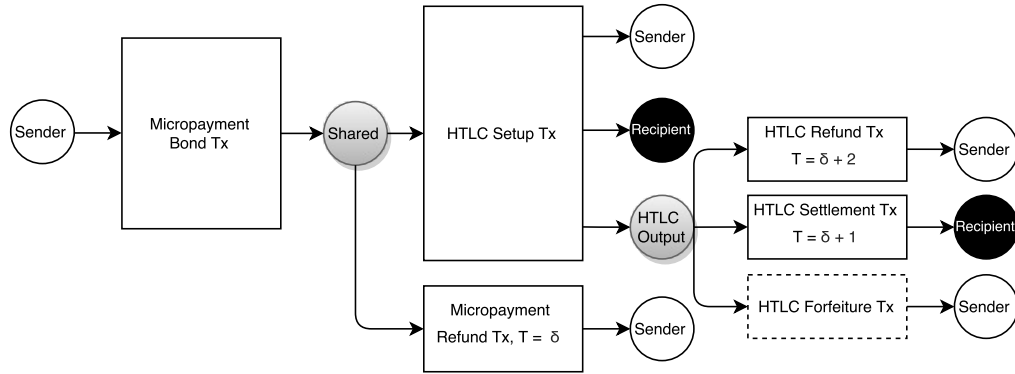 Sender
Micropayment
Bond Tx
Shared
HTLC Setup Tx
Sender
Recipient
HTLC
Output
HTLC Refund Tx
T = δ + 2
Sender
HTLC Settlement Tx
T = δ + 1
Recipient
HTLC Forfeiture Tx
Sender
Micropayment
Refund Tx, T = δ
Sender